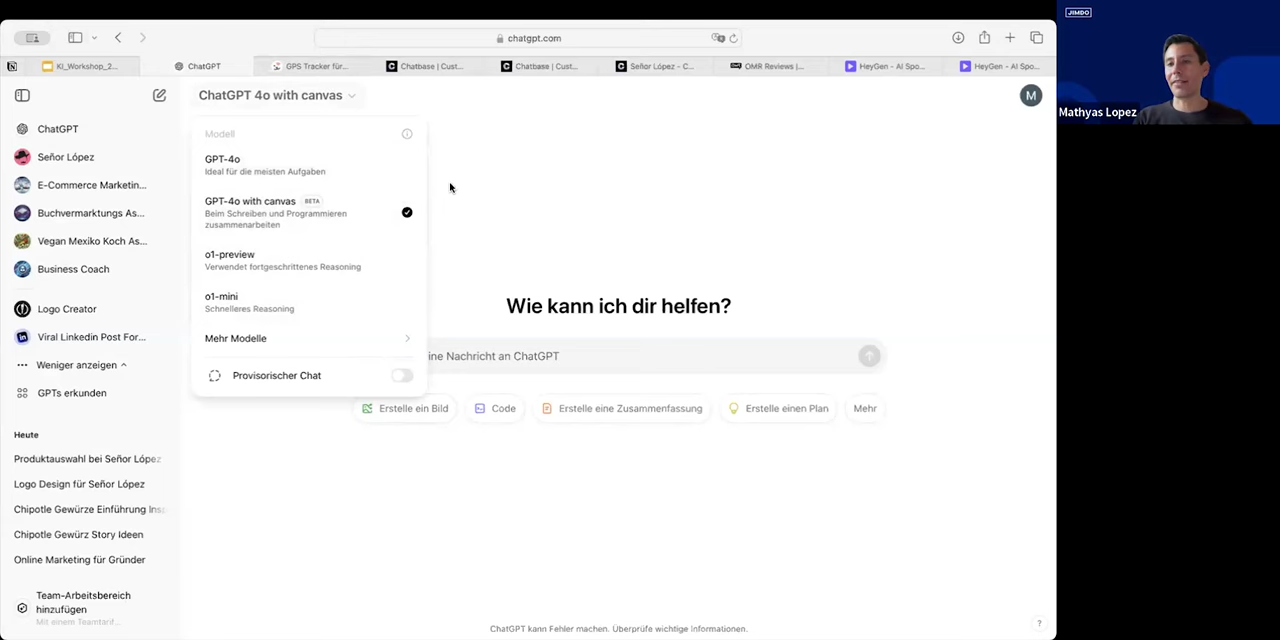 JIMDO
chatgpt.com
KI_Workshop_2...
ChatGPT
GPS Tracker für...
Chatbase | Cust...
Chatbase | Cust...
Señor López - C...
OMR Reviews |...
HeyGen - AI Spo...
HeyGen - AI Spo...
ChatGPT 4o with canvas
M
Mathyas Lopez
ChatGPT
Señor López
E-Commerce Marketin...
Buchvermarktungs As...
Vegan Mexiko Koch As...
Business Coach
Logo Creator
Viral Linkedin Post For...
Weniger anzeigen
GPTs erkunden
Heute
Produktauswahl bei Señor López
Logo Design für Señor López
Chipotle Gewürze Einführung Ins
Chipotle Gewürz Story Ideen
Online Marketing für Gründer
Team-Arbeitsbereich
hinzufügen
Mit einem Teamtarif...
Modell
GPT-4o
Ideal für die meisten Aufgaben
GPT-4o with canvas BETA
Beim Schreiben und Programmieren
zusammenarbeiten
o1-preview
Verwendet fortgeschrittenes Reasoning
o1-mini
Schnelleres Reasoning
Mehr Modelle
Provisorischer Chat
Wie kann ich dir helfen?
ine Nachricht an ChatGPT
Erstelle ein Bild
Code
Erstelle eine Zusammenfassung
Erstelle einen Plan
Mehr
ChatGPT kann Fehler machen. Überprüfe wichtige Informationen.
?